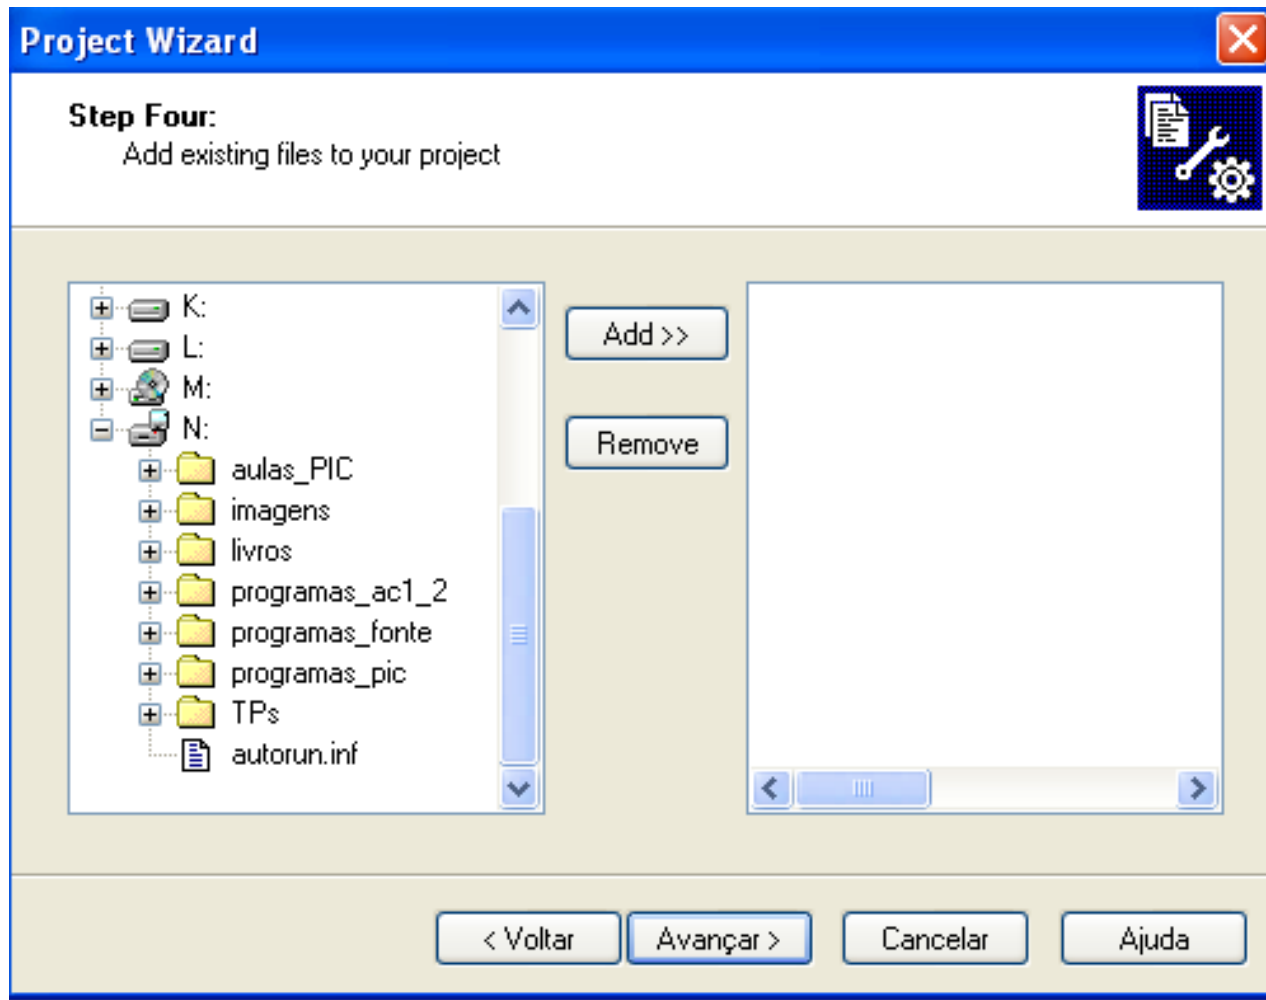 Project Wizard
Step Four:
Add existing files to your project
K:
L:
M:
N:
aulas_PIC
imagens
livros
programas_ac1_2
programas_fonte
programas_pic
TPs
autorun.inf
Add >>
Remove
< Voltar
Avançar >
Cancelar
Ajuda